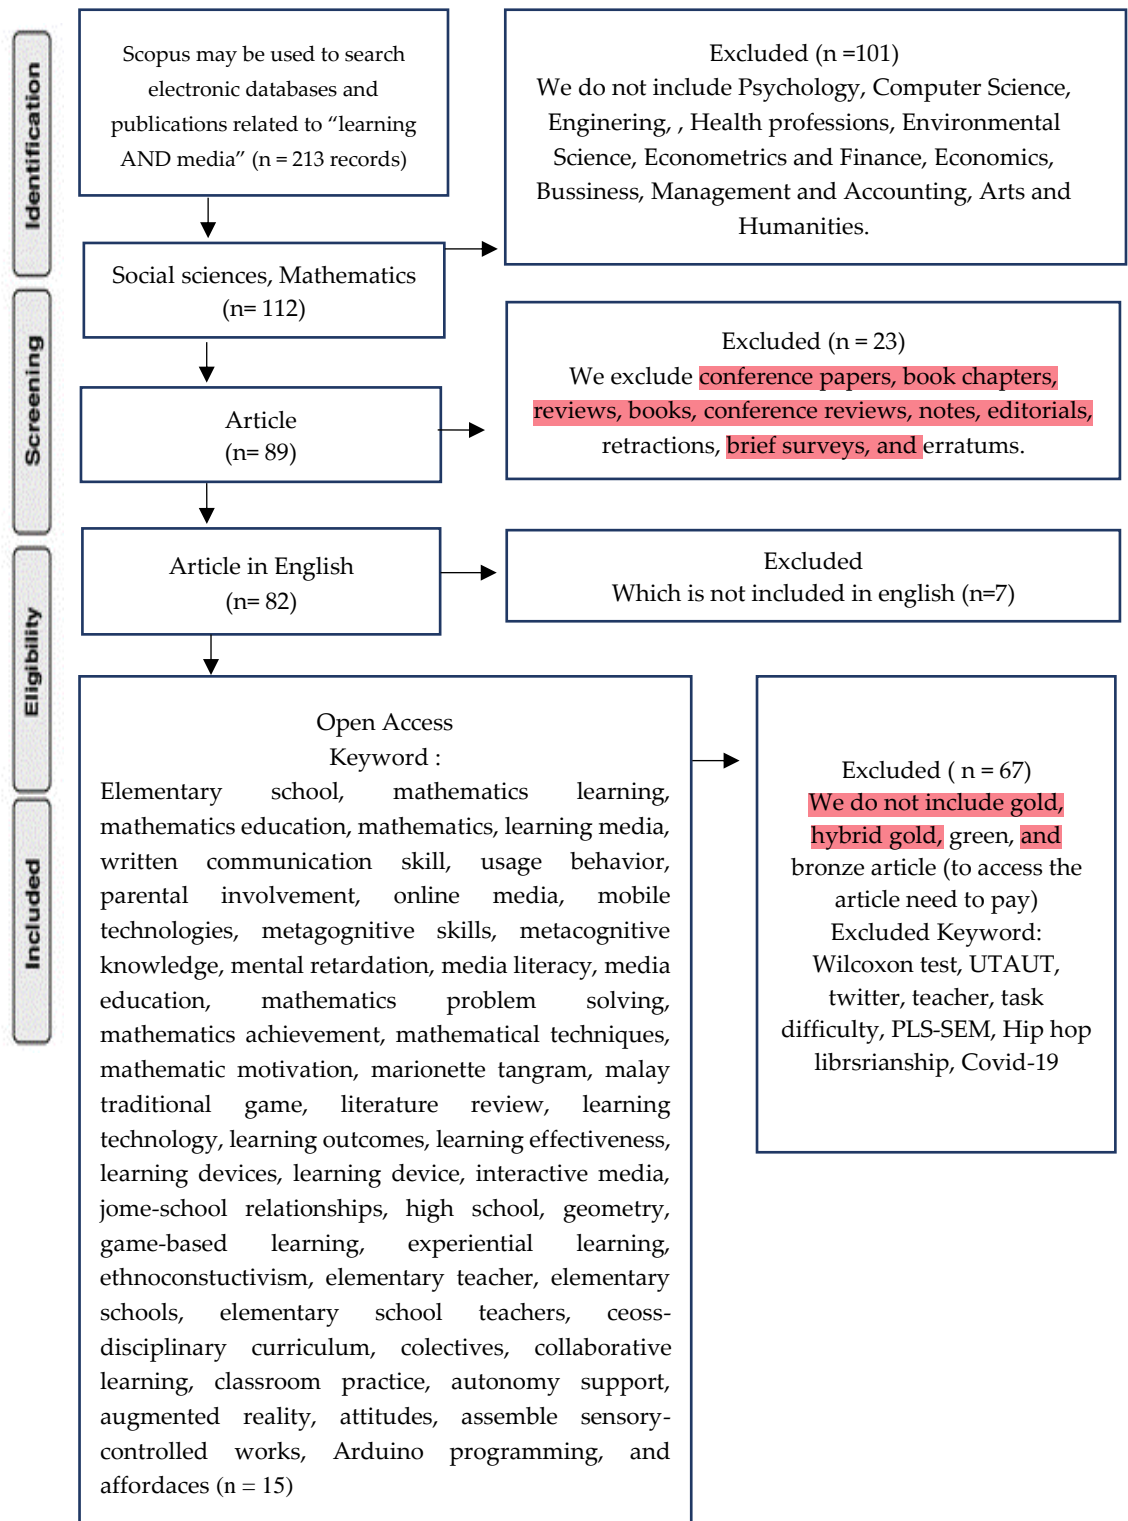 Identification
Scopus may be used to search
electronic databases and
publications related to “learning
AND media” (n = 213 records)
Excluded (n =101)
We do not include Psychology, Computer Science,
Enginering, , Health professions, Environmental
Science, Econometrics and Finance, Economics,
Bussiness, Management and Accounting, Arts and
Humanities.
Social sciences, Mathematics
(n= 112)
Screening
Excluded (n = 23)
We exclude conference papers, book chapters,
reviews, books, conference reviews, notes, editorials,
retractions, brief surveys, and erratums.
Article
(n= 89)
Eligibility
Article in English
(n= 82)
Excluded
Which is not included in english (n=7)
Included
Open Access
Keyword :
Elementary school, mathematics learning,
mathematics education, mathematics, learning media,
written communication skill, usage behavior,
parental involvement, online media, mobile
technologies, metagognitive skills, metacognitive
knowledge, mental retardation, media literacy, media
education, mathematics problem solving,
mathematics achievement, mathematical techniques,
mathematic motivation, marionette tangram, malay
traditional game, literature review, learning
technology, learning outcomes, learning effectiveness,
learning devices, learning device, interactive media,
jome-school relationships, high school, geometry,
game-based learning, experiential learning,
ethnoconstuctivism, elementary teacher, elementary
schools, elementary school teachers, ceoss-
disciplinary curriculum, colectives, collaborative
learning, classroom practice, autonomy support,
augmented reality, attitudes, assemble sensory-
controlled works, Arduino programming, and
affordaces (n = 15)
Excluded ( n = 67)
We do not include gold,
hybrid gold, green, and
bronze article (to access the
article need to pay)
Excluded Keyword:
Wilcoxon test, UTAUT,
twitter, teacher, task
difficulty, PLS-SEM, Hip hop
librsrianship, Covid-19